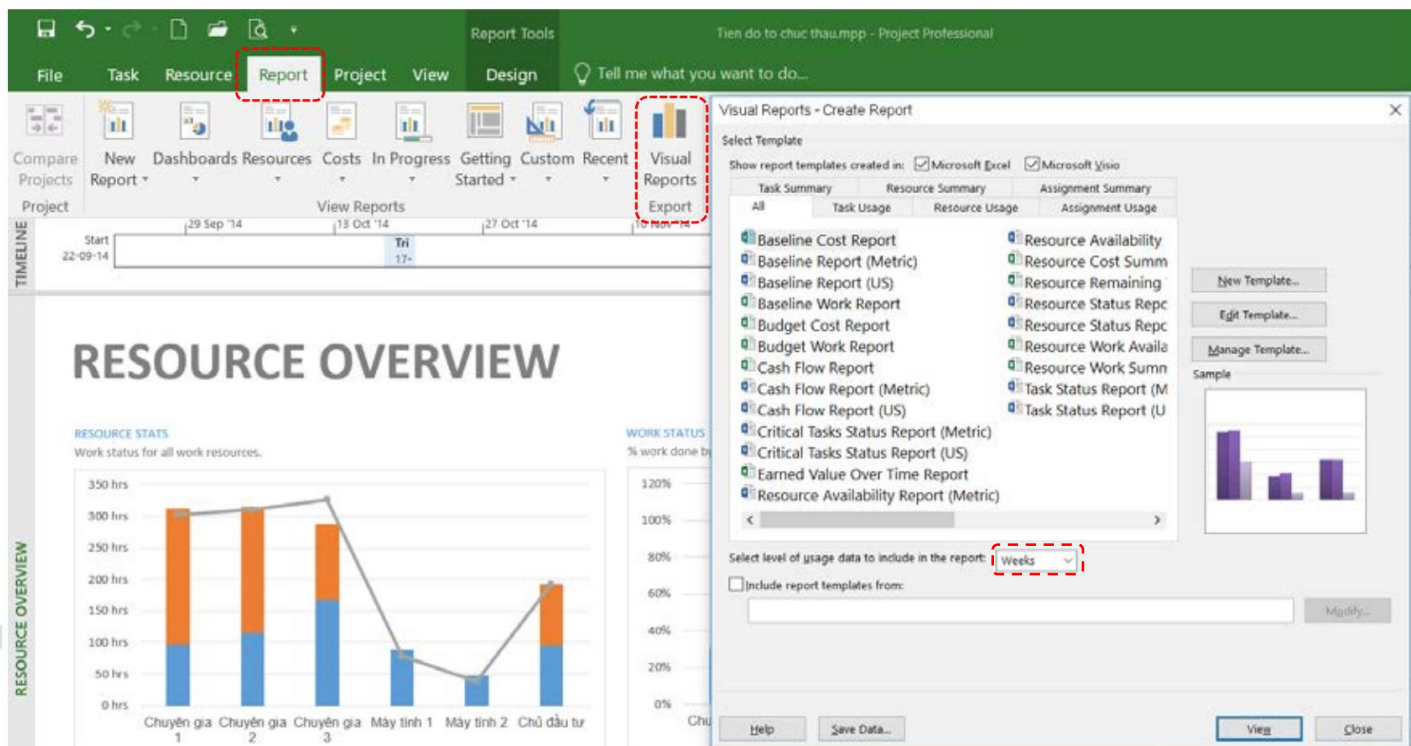 Report Tools
Tien do to chuc thau.mpp - Project Professional
File Task Resource Report Project View Design Tell me what you want to do...
Compare Projects
New Report
Dashboards
Resources
Costs
In Progress
Getting Started
Custom
Recent
Visual Reports
Project
View Reports
Export
TIMELINE
29 Sep '14
13 Oct '14
27 Oct '14
10 Nov '14
Start
22-09-14
Tri
17-
RESOURCE OVERVIEW
RESOURCE OVERVIEW
RESOURCE STATS
Work status for all work resources.
350 hrs
300 hrs
250 hrs
200 hrs
150 hrs
100 hrs
50 hrs
0 hrs
Chuyên gia 1
Chuyên gia 2
Chuyên gia 3
Máy tính 1
Máy tính 2
Chủ đầu tư
WORK STATUS
% work done by
120%
100%
80%
60%
40%
20%
0%
Chu
Visual Reports - Create Report
Select Template
Show report templates created in: Microsoft Excel Microsoft Visio
Task Summary Resource Summary Assignment Summary
All Task Usage Resource Usage Assignment Usage
Baseline Cost Report
Baseline Report (Metric)
Baseline Report (US)
Baseline Work Report
Budget Cost Report
Budget Work Report
Cash Flow Report
Cash Flow Report (Metric)
Cash Flow Report (US)
Critical Tasks Status Report (Metric)
Critical Tasks Status Report (US)
Earned Value Over Time Report
Resource Availability Report (Metric)
Resource Availability
Resource Cost Summ
Resource Remaining
Resource Status Repc
Resource Status Repc
Resource Work Availa
Resource Work Sumn
Task Status Report (M
Task Status Report (U
New Template...
Edit Template...
Manage Template...
Sample
Select level of usage data to include in the report: Weeks
Include report templates from:
Modify...
Help
Save Data...
View
Close